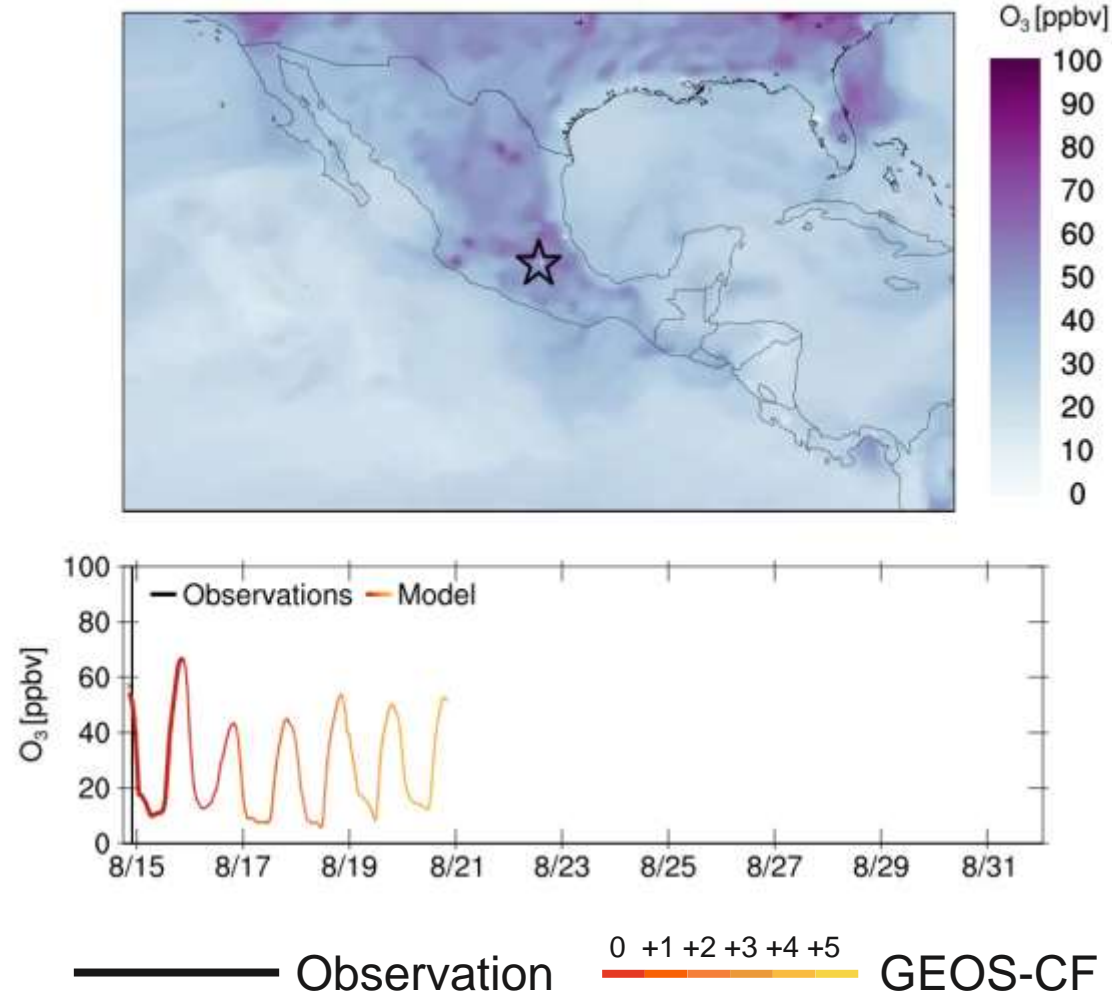 O₃ [ppbv]
100
90
80
70
60
50
40
30
20
10
0
100
80
60
40
20
0
O₃ [ppbv]
Observations Model
8/15 8/17 8/19 8/21 8/23 8/25 8/27 8/29 8/31
0 +1 +2 +3 +4 +5
Observation GEOS-CF